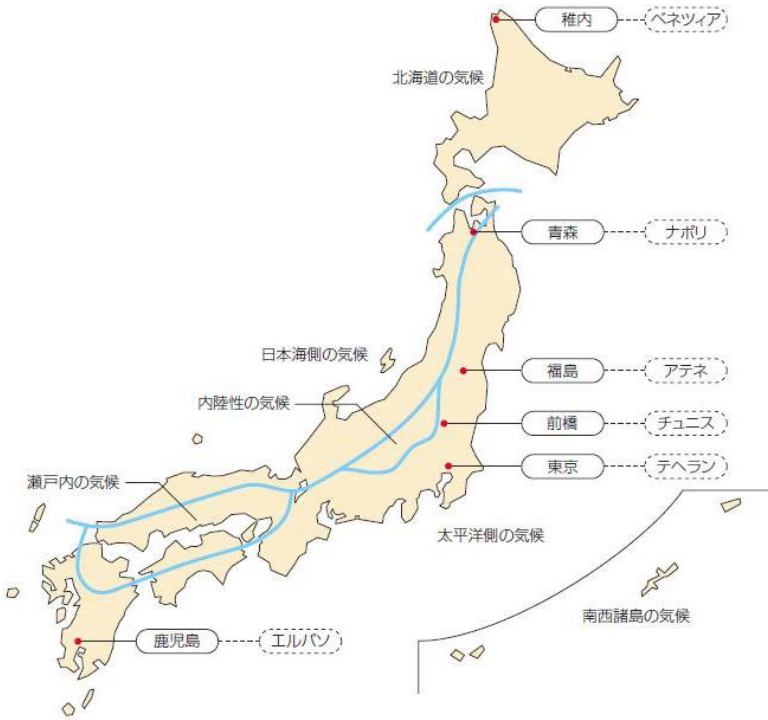 稚内
ベネツィア
北海道の気候
青森
ナポリ
日本海側の気候
福島
アテネ
内陸性の気候
前橋
チュニス
東京
テヘラン
瀬戸内の気候
太平洋側の気候
南西諸島の気候
鹿児島
エルパソ